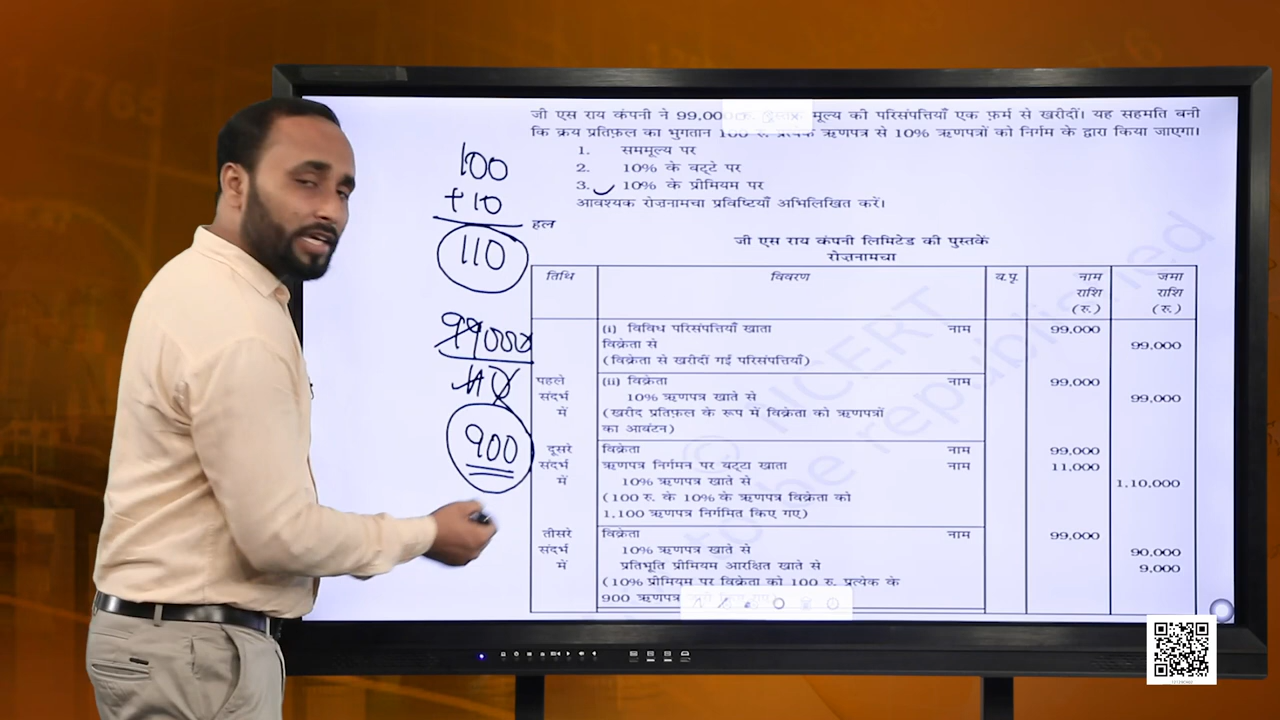 जी एस राय कंपनी ने 99,000 मूल्य की परिसंपत्तियाँ एक फ़र्म से खरीदीं। यह सहमति बनी
कि क्रय प्रतिफ़ल का भुगतान 100 रु. प्रत्येक ऋणपत्र से 10% ऋणपत्रों को निर्गम के द्वारा किया जाएगा।
1. सममूल्य पर
2. 10% के बट्टे पर
3. 10% के प्रीमियम पर
आवश्यक रोज़नामचा प्रविष्टियाँ अभिलिखित करें।
हल
100
+10
110
99000
110
900
जी एस राय कंपनी लिमिटेड की पुस्तकें
रोज़नामचा
तिथि विवरण ब.पृ. नाम राशि (रु.) जमा राशि (रु.)
(i) विविध परिसंपत्तियाँ खाता नाम 99,000
विक्रेता से 99,000
(विक्रेता से खरीदीं गई परिसंपत्तियाँ)
पहले (ii) विक्रेता नाम 99,000
संदर्भ 10% ऋणपत्र खाते से 99,000
में (खरीद प्रतिफ़ल के रूप में विक्रेता को ऋणपत्रों
का आवंटन)
दूसरे विक्रेता नाम 99,000
संदर्भ ऋणपत्र निर्गमन पर बट्टा खाता नाम 11,000
में 10% ऋणपत्र खाते से 1,10,000
(100 रु. के 10% के ऋणपत्र विक्रेता को
1,100 ऋणपत्र निर्गमित किए गए)
तीसरे विक्रेता नाम 99,000
संदर्भ 10% ऋणपत्र खाते से 90,000
में प्रतिभूति प्रीमियम आरक्षित खाते से 9,000
(10% प्रीमियम पर विक्रेता को 100 रु. प्रत्येक के
900 ऋणपत्र
© NCERT
to be republished